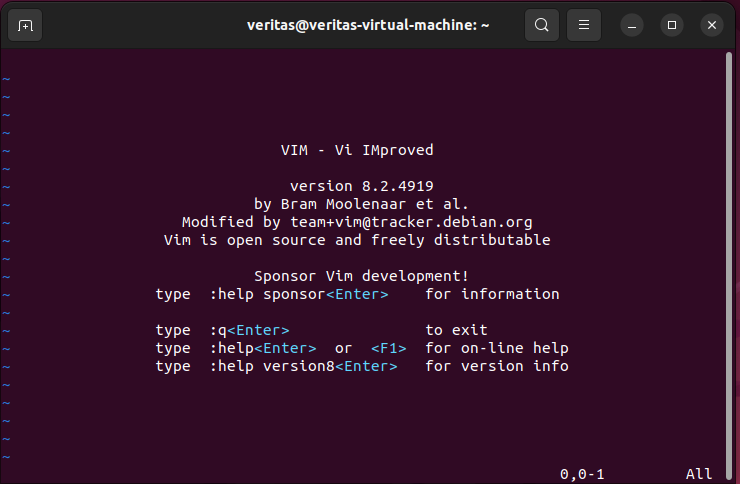 veritas@veritas-virtual-machine: ~
~
~
~
~
~ VIM - Vi IMproved
~
~ version 8.2.4919
~ by Bram Moolenaar et al.
~ Modified by team+vim@tracker.debian.org
~ Vim is open source and freely distributable
~
~ Sponsor Vim development!
~ type :help sponsor<Enter> for information
~
~ type :q<Enter> to exit
~ type :help<Enter> or <F1> for on-line help
~ type :help version8<Enter> for version info
~
~
~
~
~
0,0-1 All